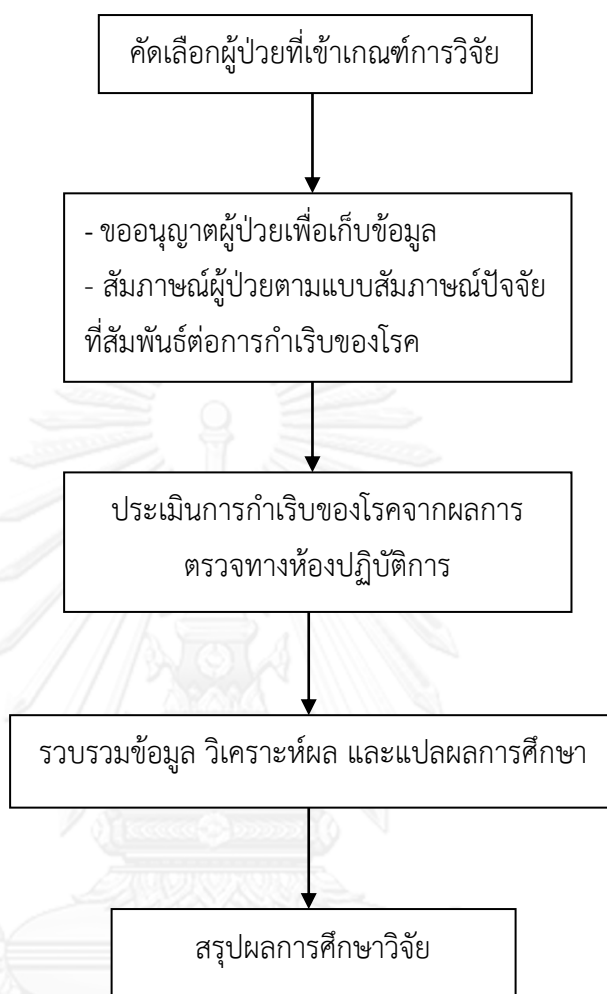 คัดเลือกผู้ป่วยที่เข้าเกณฑ์การวิจัย
- ขออนุญาตผู้ป่วยเพื่อเก็บข้อมูล
- สัมภาษณ์ผู้ป่วยตามแบบสัมภาษณ์ปัจจัย
ที่สัมพันธ์ต่อการกำเริบของโรค
ประเมินการกำเริบของโรคจากผลการ
ตรวจทางห้องปฏิบัติการ
รวบรวมข้อมูล วิเคราะห์ผล และแปลผลการศึกษา
สรุปผลการศึกษาวิจัย